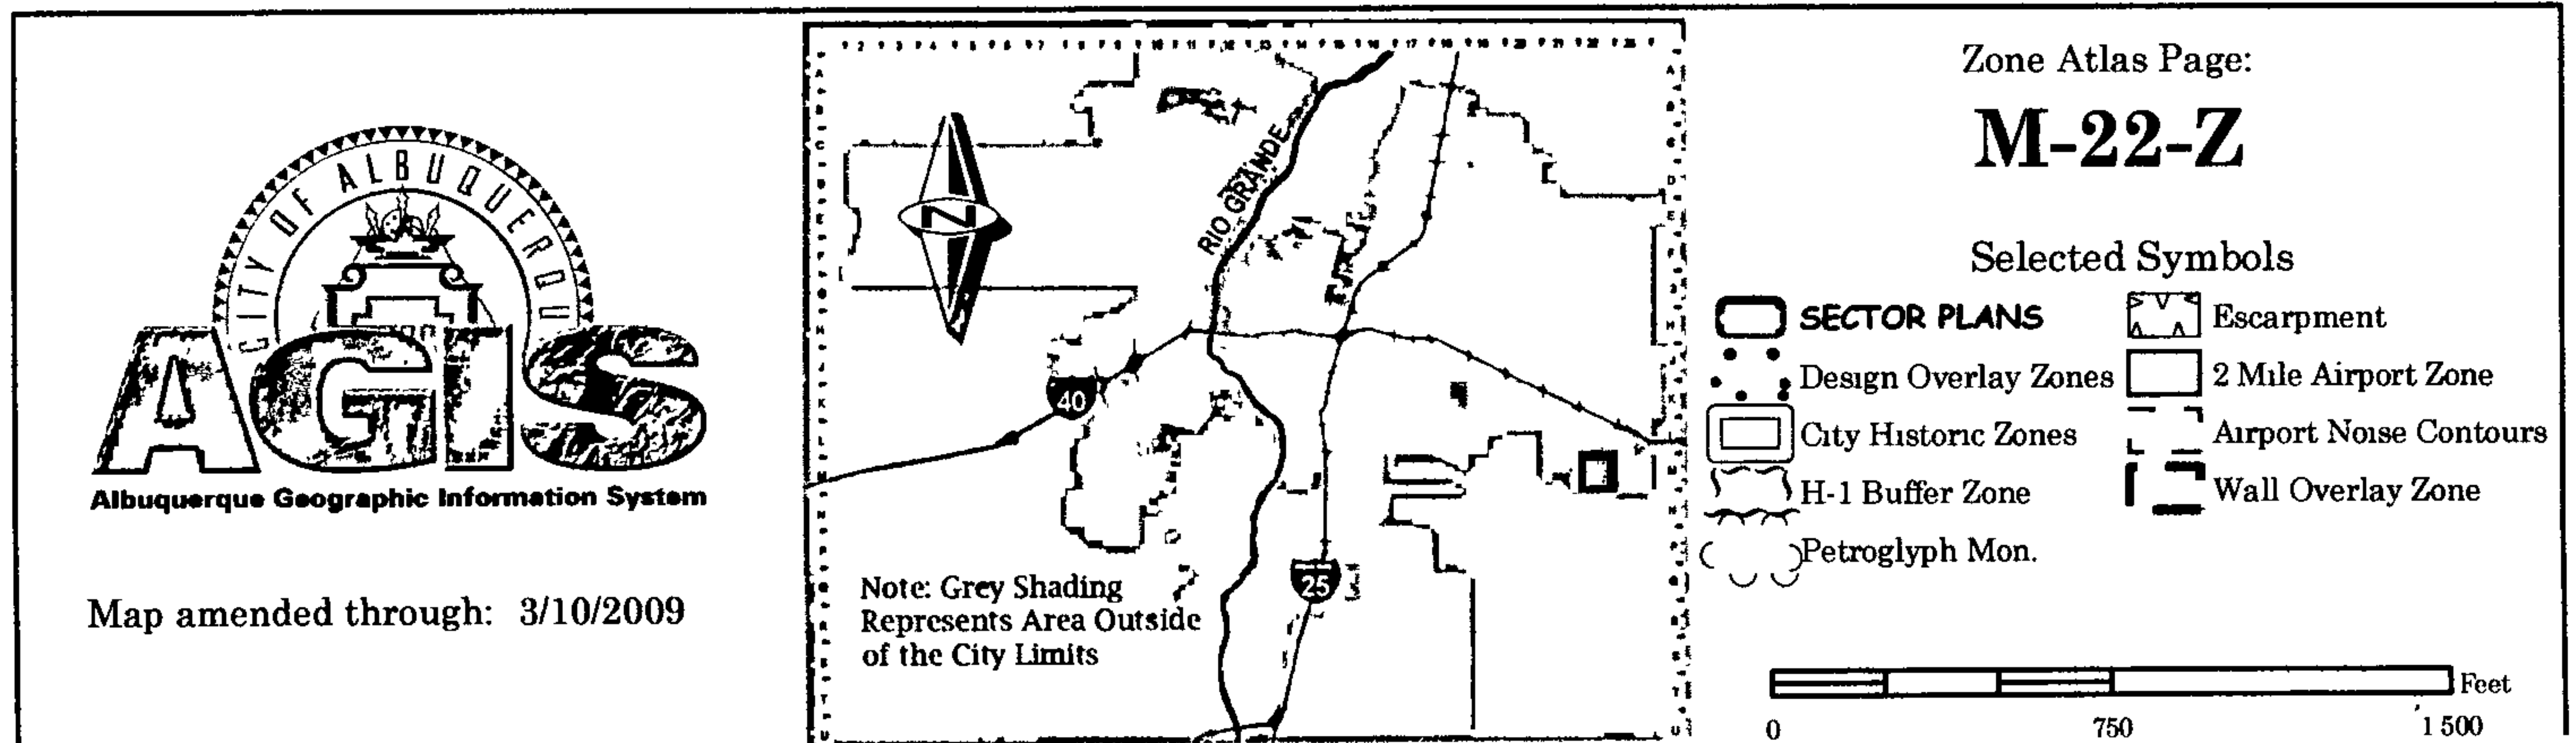 CITY OF ALBUQUERQU
AGIS
Albuquerque Geographic Information System
Map amended through: 3/10/2009
N
RIO GRANDE
40
25
Note: Grey Shading
Represents Area Outside
of the City Limits
Zone Atlas Page:
M-22-Z
Selected Symbols
SECTOR PLANS
Design Overlay Zones
City Historic Zones
H-1 Buffer Zone
Petroglyph Mon.
Escarpment
2 Mile Airport Zone
Airport Noise Contours
Wall Overlay Zone
Feet
0 750 1 500